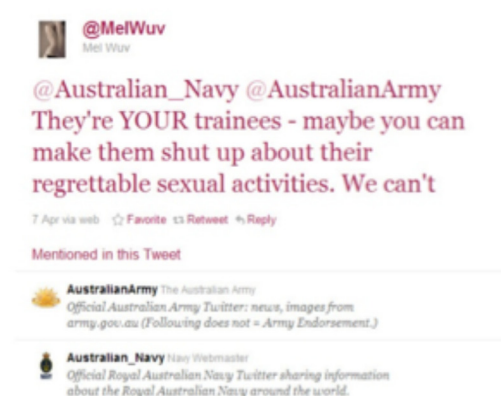 @MelWuv
Mel Wuv
@Australian_Navy @AustralianArmy
They're YOUR trainees - maybe you can
make them shut up about their
regrettable sexual activities. We can't
7 Apr via web Favorite Retweet Reply
Mentioned in this Tweet
AustralianArmy The Australian Army
Official Australian Army Twitter: news, images from
army.gov.au (Following does not = Army Endorsement.)
Australian_Navy Navy Webmaster
Official Royal Australian Navy Twitter sharing information
about the Royal Australian Navy around the world.